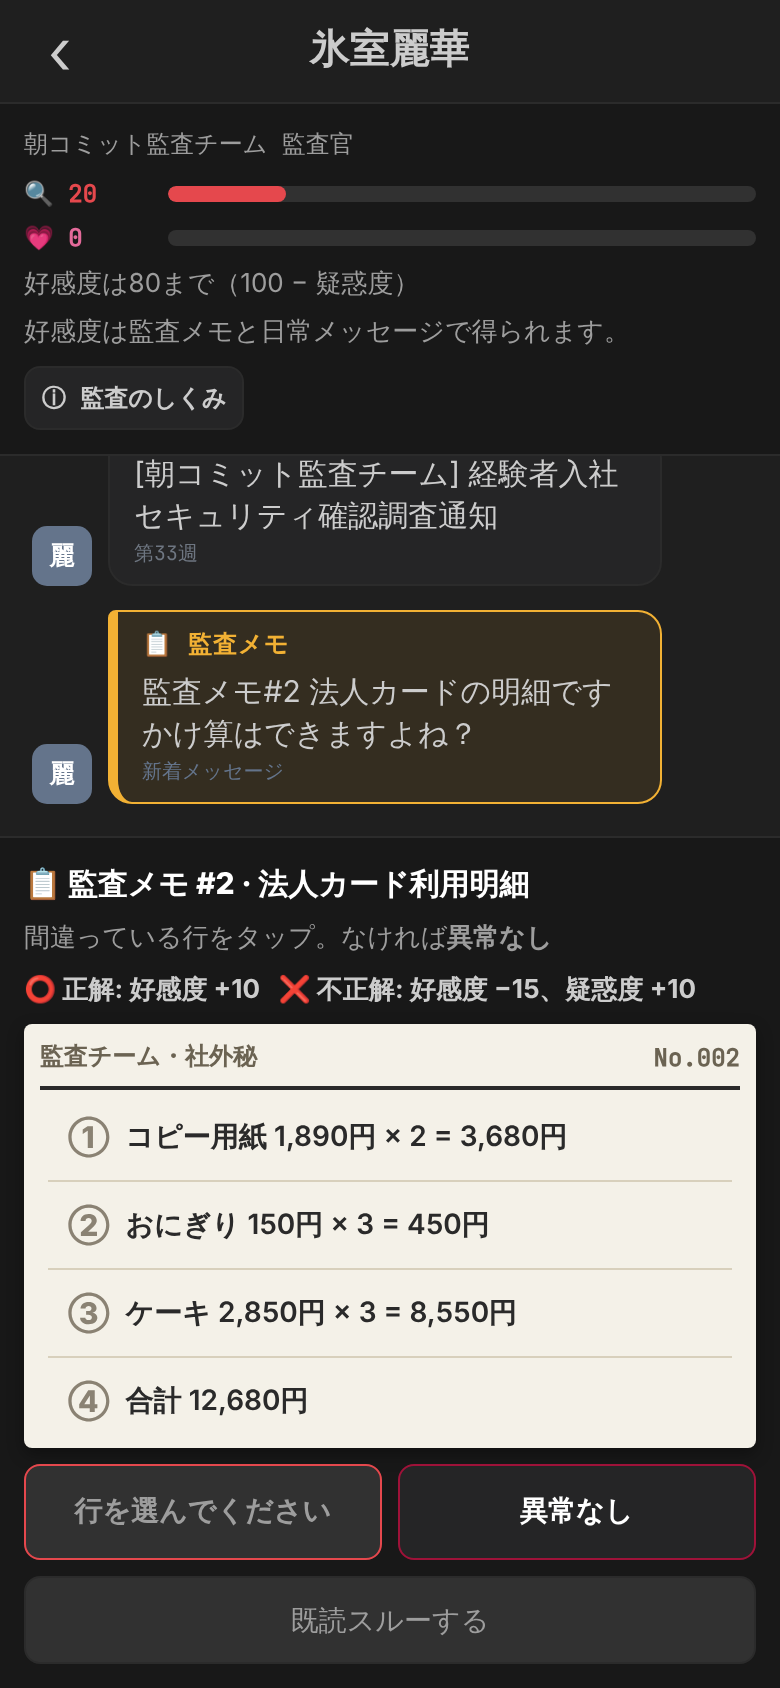 氷室麗華
朝コミット監査チーム 監査官
20
0
好感度は80まで（100 − 疑惑度）
好感度は監査メモと日常メッセージで得られます。
監査のしくみ
[朝コミット監査チーム] 経験者入社
セキュリティ確認調査通知
第33週
麗
監査メモ
監査メモ#2 法人カードの明細です
かけ算はできますよね？
新着メッセージ
麗
監査メモ #2・法人カード利用明細
間違っている行をタップ。なければ異常なし
⭕ 正解: 好感度 +10 ❌ 不正解: 好感度 −15、疑惑度 +10
監査チーム・社外秘 No.002
① コピー用紙 1,890円 × 2 = 3,680円
② おにぎり 150円 × 3 = 450円
③ ケーキ 2,850円 × 3 = 8,550円
④ 合計 12,680円
行を選んでください 異常なし
既読スルーする